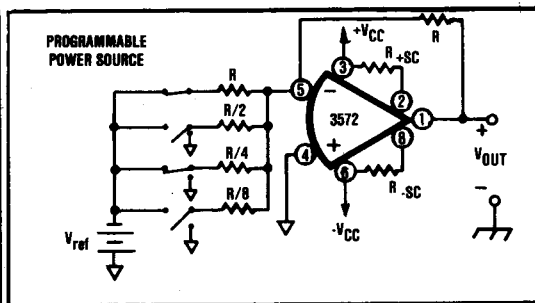 PROGRAMMABLE
POWER SOURCE
R
+VCC
R +SC
3
5
-
2
R
3572
1
R/2
+
4
8
+
VOUT
-
R/4
6
R -SC
R/8
-VCC
Vref